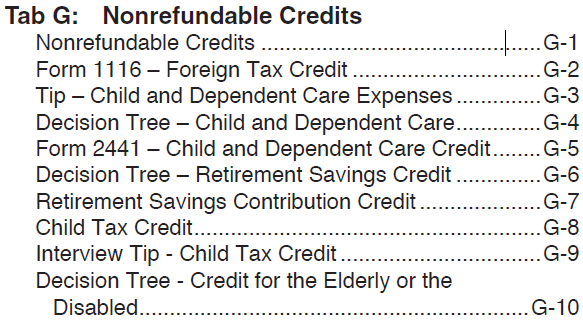 Tab G: Nonrefundable Credits
Nonrefundable Credits ..........................................G-1
Form 1116 – Foreign Tax Credit ............................G-2
Tip – Child and Dependent Care Expenses .............G-3
Decision Tree – Child and Dependent Care.............G-4
Form 2441 – Child and Dependent Care Credit........G-5
Decision Tree – Retirement Savings Credit .............G-6
Retirement Savings Contribution Credit ..................G-7
Child Tax Credit....................................................G-8
Interview Tip - Child Tax Credit..............................G-9
Decision Tree - Credit for the Elderly or the
Disabled..........................................................G-10